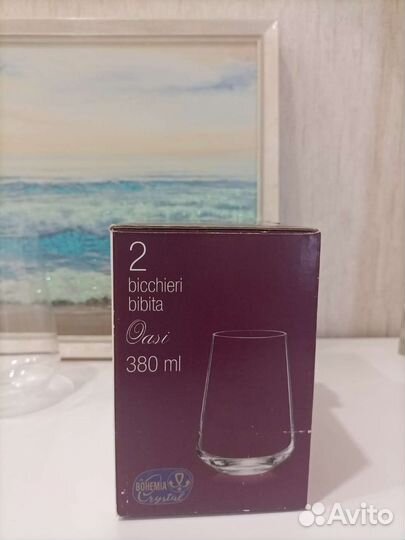 2
bicchieri
bibita
Oasi
380 ml
BOHEMIA
Crystal
Avito